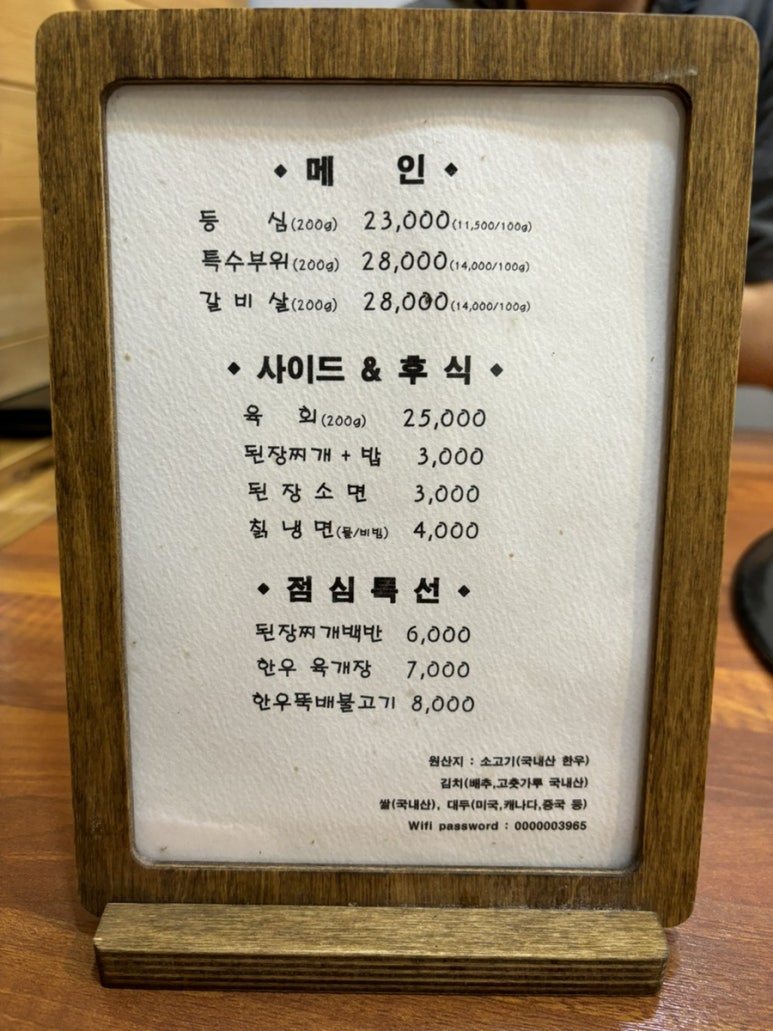 ◆ 메 인 ◆
등 심(200g) 23,000(11,500/100g)
특수부위(200g) 28,000(14,000/100g)
갈 비 살(200g) 28,000(14,000/100g)
◆ 사이드 & 후 식 ◆
육 회(200g) 25,000
된장찌개 + 밥 3,000
된 장 소 면 3,000
칡 냉 면(물/비빔) 4,000
◆ 점 심 특 선 ◆
된장찌개백반 6,000
한우 육개장 7,000
한우뚝배불고기 8,000
원산지 : 소고기(국내산 한우)
김치(배추,고춧가루 국내산)
쌀(국내산), 대두(미국,캐나다,중국 등)
Wifi password : 0000003965